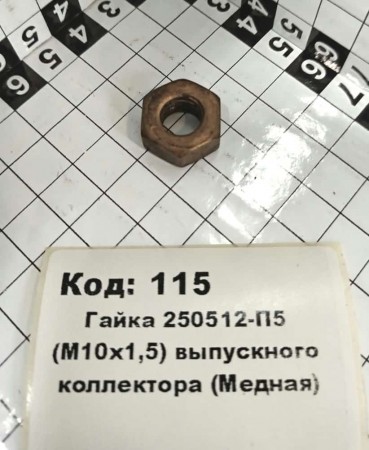 Код: 115
Гайка 250512-П5
(М10х1,5) выпускного
коллектора (Медная)